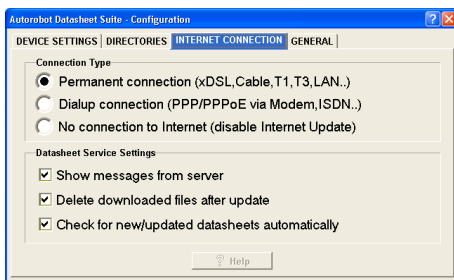 Autorobot Datasheet Suite - Configuration
DEVICE SETTINGS DIRECTORIES INTERNET CONNECTION GENERAL
Connection Type
Permanent connection (xDSL,Cable,T1,T3,LAN..)
Dialup connection (PPP/PPPoE via Modem,ISDN..)
No connection to Internet (disable Internet Update)
Datasheet Service Settings
Show messages from server
Delete downloaded files after update
Check for new/updated datasheets automatically
? Help